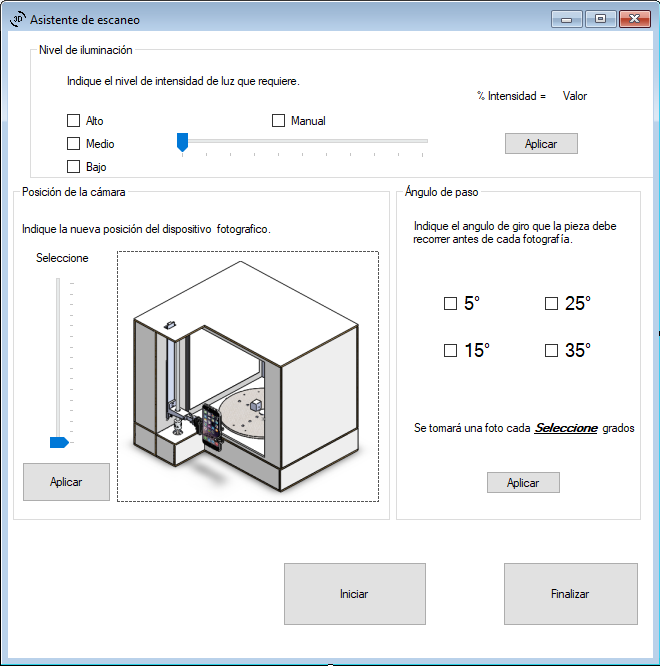 3D Asistente de escaneo
Nivel de iluminación
Indique el nivel de intensidad de luz que requiere.
% Intensidad = Valor
Alto
Manual
Medio
Aplicar
Bajo
Posición de la cámara
Indique la nueva posición del dispositivo fotografico.
Seleccione
Aplicar
Ángulo de paso
Indique el angulo de giro que la pieza debe
recorrer antes de cada fotografía.
5°
25°
15°
35°
Se tomará una foto cada Seleccione grados
Aplicar
Iniciar
Finalizar